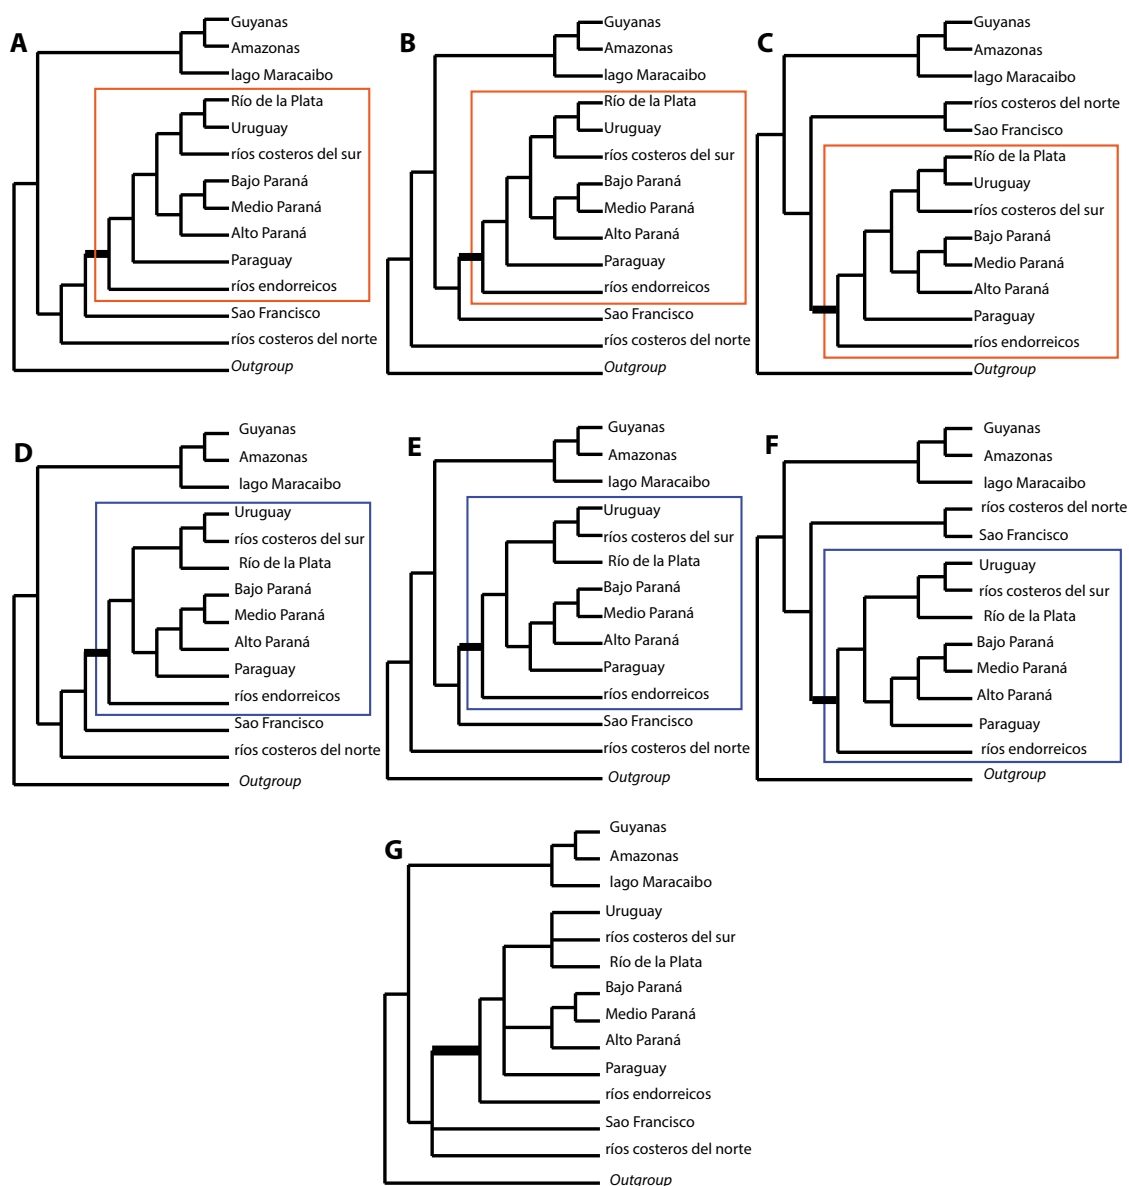 A
Guyanas
Amazonas
lago Maracaibo
Río de la Plata
Uruguay
ríos costeros del sur
Bajo Paraná
Medio Paraná
Alto Paraná
Paraguay
ríos endorreicos
Sao Francisco
ríos costeros del norte
Outgroup
B
Guyanas
Amazonas
lago Maracaibo
Río de la Plata
Uruguay
ríos costeros del sur
Bajo Paraná
Medio Paraná
Alto Paraná
Paraguay
ríos endorreicos
Sao Francisco
ríos costeros del norte
Outgroup
C
Guyanas
Amazonas
lago Maracaibo
ríos costeros del norte
Sao Francisco
Río de la Plata
Uruguay
ríos costeros del sur
Bajo Paraná
Medio Paraná
Alto Paraná
Paraguay
ríos endorreicos
Outgroup
D
Guyanas
Amazonas
lago Maracaibo
Uruguay
ríos costeros del sur
Río de la Plata
Bajo Paraná
Medio Paraná
Alto Paraná
Paraguay
ríos endorreicos
Sao Francisco
ríos costeros del norte
Outgroup
E
Guyanas
Amazonas
lago Maracaibo
Uruguay
ríos costeros del sur
Río de la Plata
Bajo Paraná
Medio Paraná
Alto Paraná
Paraguay
ríos endorreicos
Sao Francisco
ríos costeros del norte
Outgroup
F
Guyanas
Amazonas
lago Maracaibo
ríos costeros del norte
Sao Francisco
Uruguay
ríos costeros del sur
Río de la Plata
Bajo Paraná
Medio Paraná
Alto Paraná
Paraguay
ríos endorreicos
Outgroup
G
Guyanas
Amazonas
lago Maracaibo
Uruguay
ríos costeros del sur
Río de la Plata
Bajo Paraná
Medio Paraná
Alto Paraná
Paraguay
ríos endorreicos
Sao Francisco
ríos costeros del norte
Outgroup